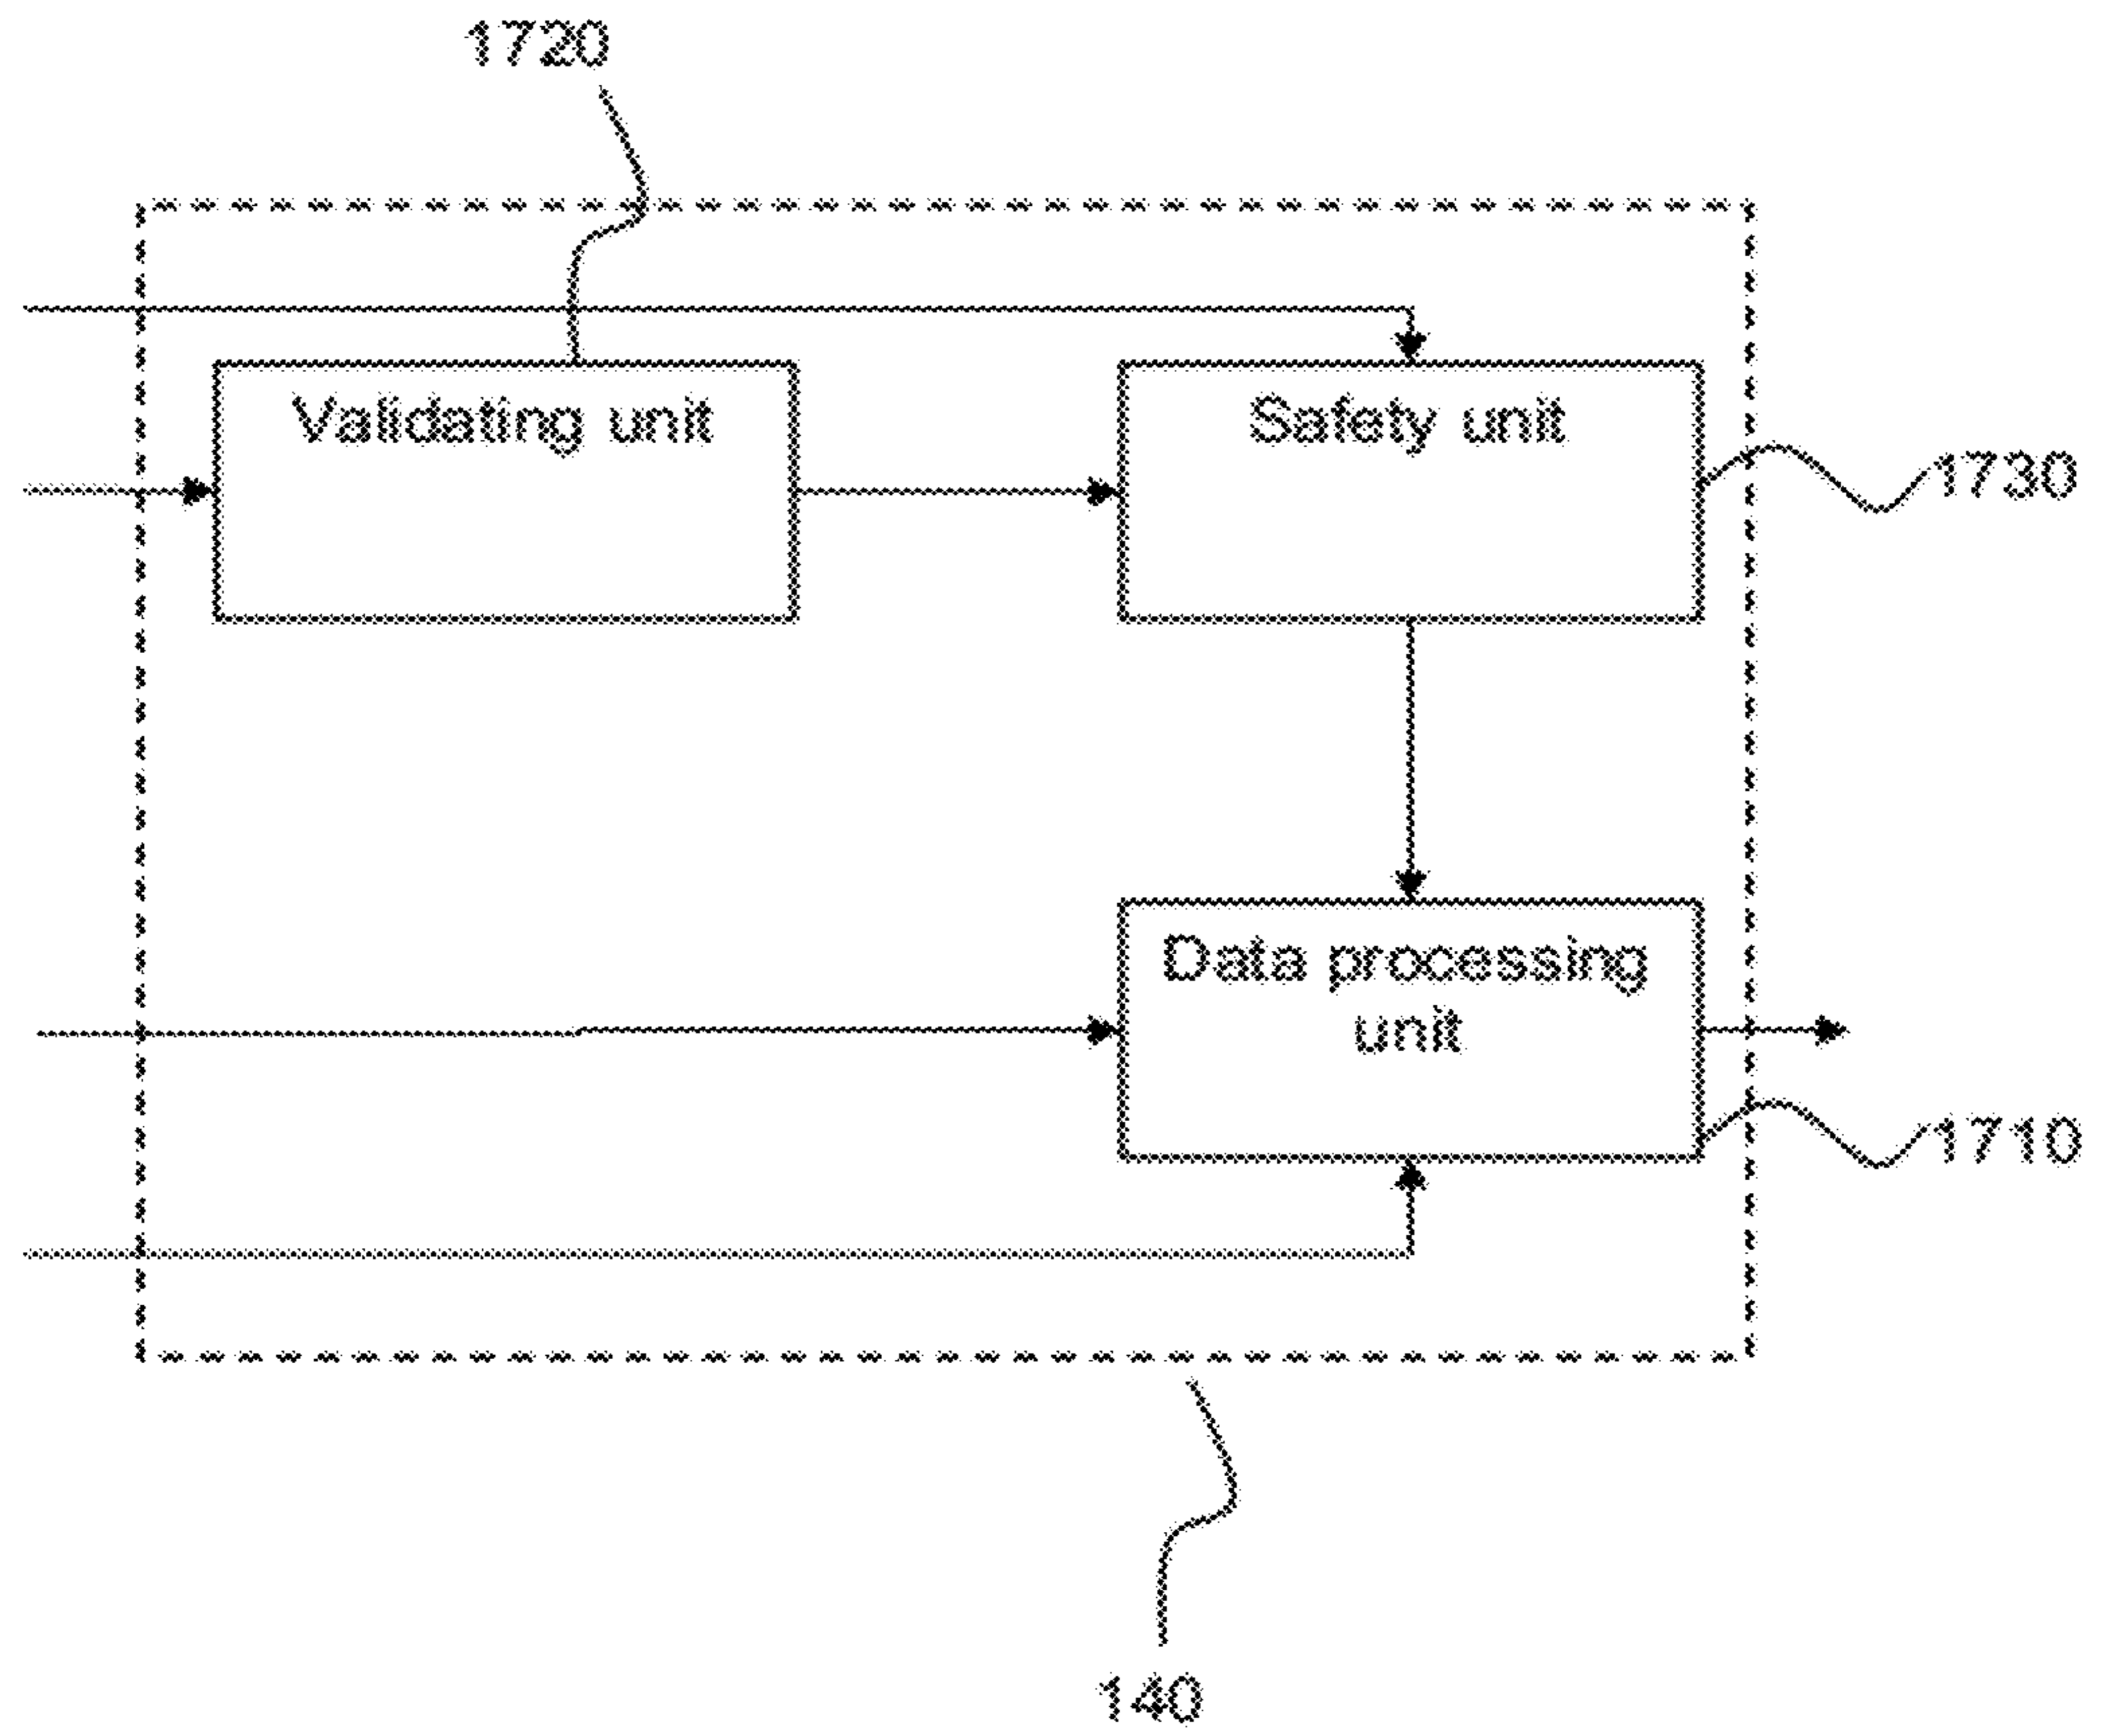 1720
Validating unit
Safety unit
1730
Data processing
unit
1710
140